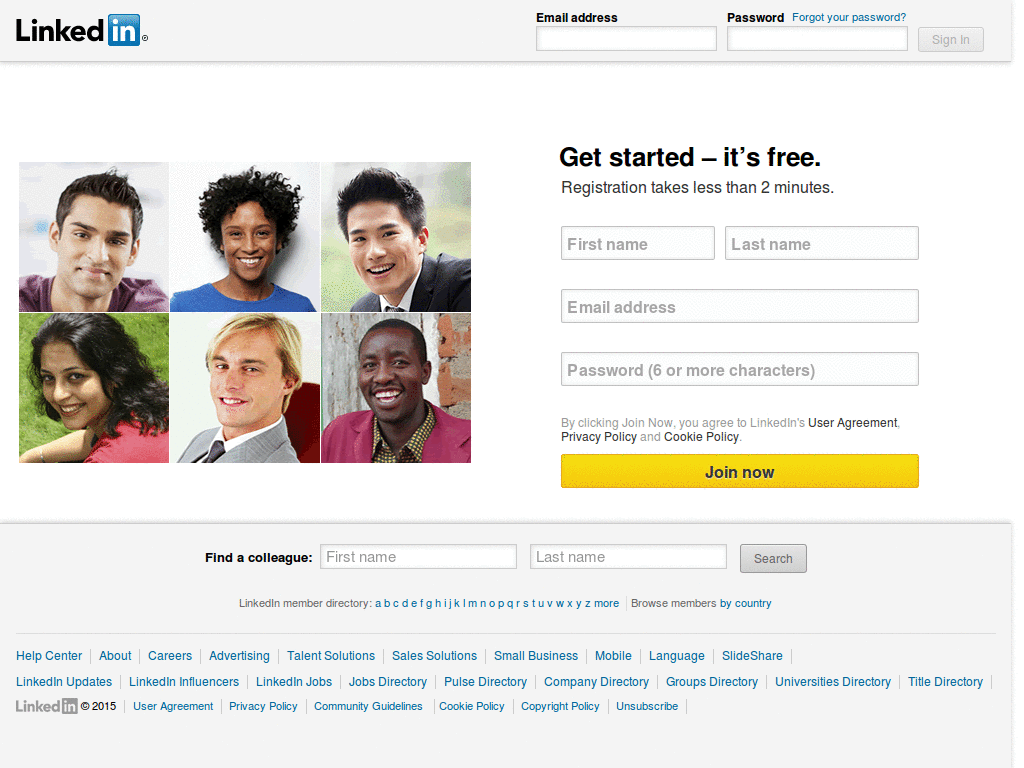 Linked in ®
Email address
Password Forgot your password?
Sign In
Get started – it’s free.
Registration takes less than 2 minutes.
First name Last name
Email address
Password (6 or more characters)
By clicking Join Now, you agree to LinkedIn's User Agreement,
Privacy Policy and Cookie Policy.
Join now
Find a colleague: First name Last name Search
LinkedIn member directory: a b c d e f g h i j k l m n o p q r s t u v w x y z more Browse members by country
Help Center About Careers Advertising Talent Solutions Sales Solutions Small Business Mobile Language SlideShare
LinkedIn Updates LinkedIn Influencers LinkedIn Jobs Jobs Directory Pulse Directory Company Directory Groups Directory Universities Directory Title Directory
Linked in © 2015 User Agreement Privacy Policy Community Guidelines Cookie Policy Copyright Policy Unsubscribe